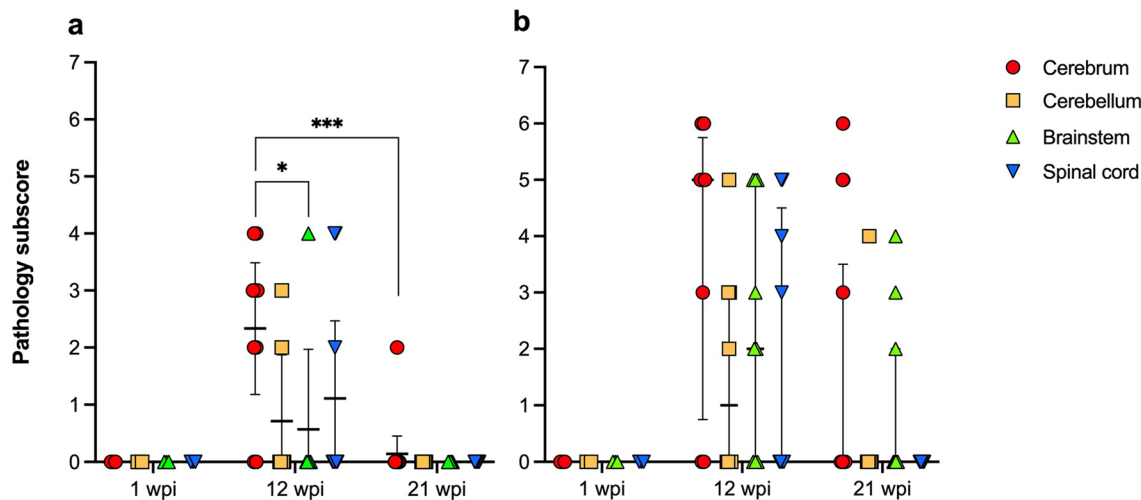 a
b
Pathology subscore
7
6
5
4
3
2
1
0
***
*
1 wpi 12 wpi 21 wpi
7
6
5
4
3
2
1
0
1 wpi 12 wpi 21 wpi
Cerebrum
Cerebellum
Brainstem
Spinal cord